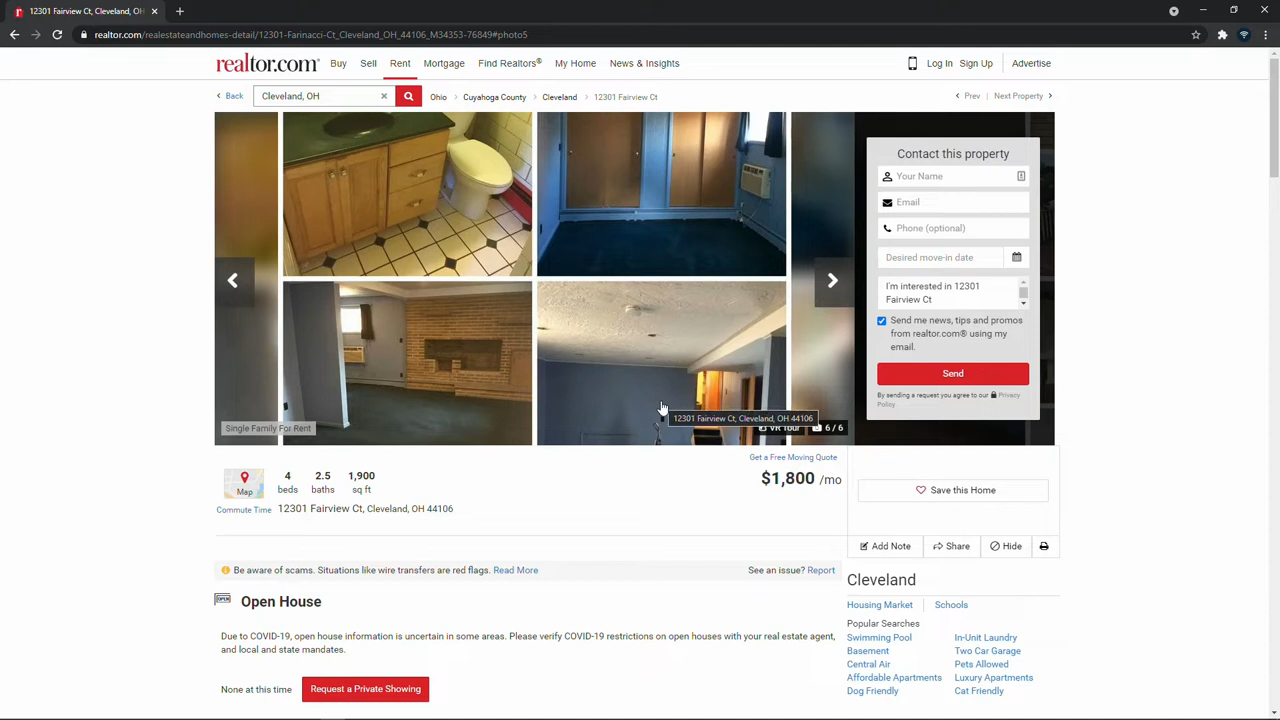 12301 Fairview Ct, Cleveland, OH
realtor.com/realestateandhomes-detail/12301-Farinacci-Ct_Cleveland_OH_44106_M34353-76849#photo5
realtor.com® Buy Sell Rent Mortgage Find Realtors® My Home News & Insights Log In Sign Up Advertise
Back Cleveland, OH Ohio Cuyahoga County Cleveland 12301 Fairview Ct Prev Next Property
Contact this property
Your Name
Email
Phone (optional)
Desired move-in date
I'm interested in 12301
Fairview Ct
Send me news, tips and promos
from realtor.com® using my
email.
Send
By sending a request you agree to our Privacy
Policy
12301 Fairview Ct, Cleveland, OH 44106
Single Family For Rent VR Tour 6 / 6
Get a Free Moving Quote
Map
4 2.5 1,900
beds baths sq ft
$1,800 /mo
Commute Time 12301 Fairview Ct, Cleveland, OH 44106
Save this Home
Add Note Share Hide
Be aware of scams. Situations like wire transfers are red flags. Read More See an issue? Report
OPEN Open House
Due to COVID-19, open house information is uncertain in some areas. Please verify COVID-19 restrictions on open houses with your real estate agent,
and local and state mandates.
None at this time Request a Private Showing
Cleveland
Housing Market Schools
Popular Searches
Swimming Pool In-Unit Laundry
Basement Two Car Garage
Central Air Pets Allowed
Affordable Apartments Luxury Apartments
Dog Friendly Cat Friendly